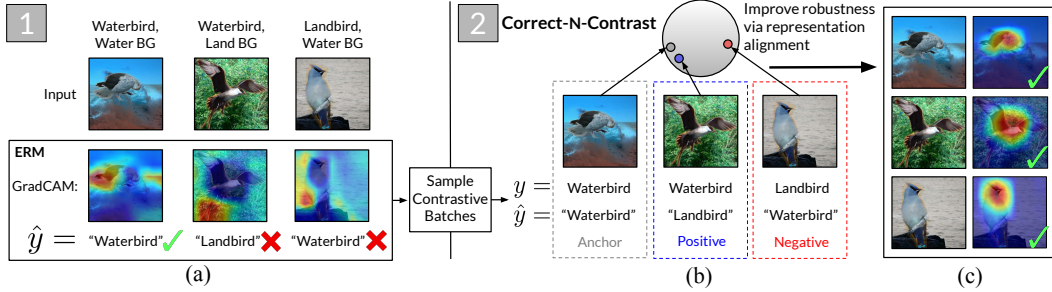 1
Waterbird,
Water BG
Waterbird,
Land BG
Landbird,
Water BG
Input
ERM
GradCAM:
ŷ =
"Waterbird"
"Landbird"
"Waterbird"
(a)
Sample
Contrastive
Batches
2
Correct-N-Contrast
Improve robustness
via representation
alignment
y = Waterbird Waterbird Landbird
ŷ = "Waterbird" "Landbird" "Waterbird"
Anchor Positive Negative
(b)
(c)